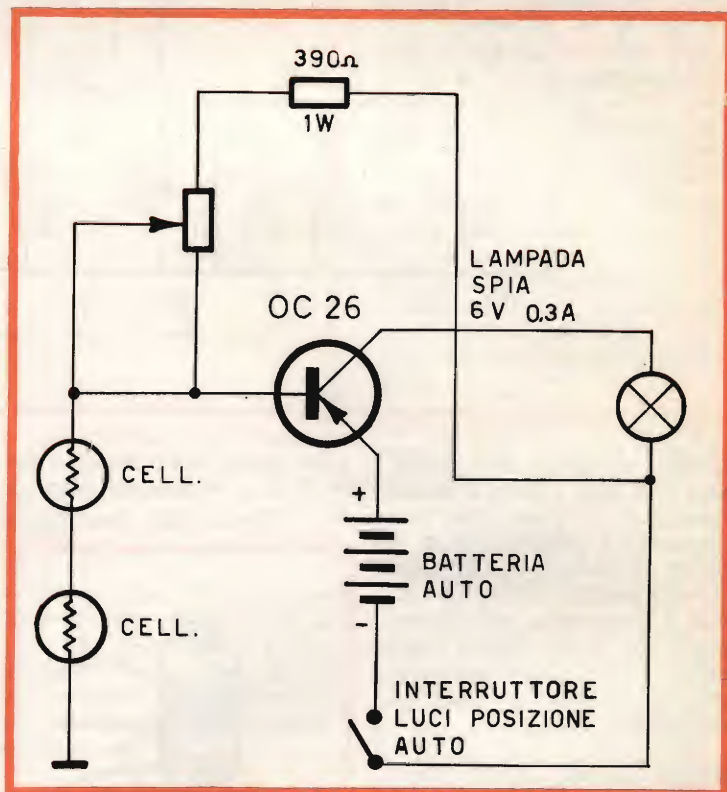 390Ω
1W
LAMPADA
SPIA
6V 0.3A
OC 26
CELL.
+
BATTERIA
AUTO
-
CELL.
INTERRUTTORE
LUCI POSIZIONE
AUTO